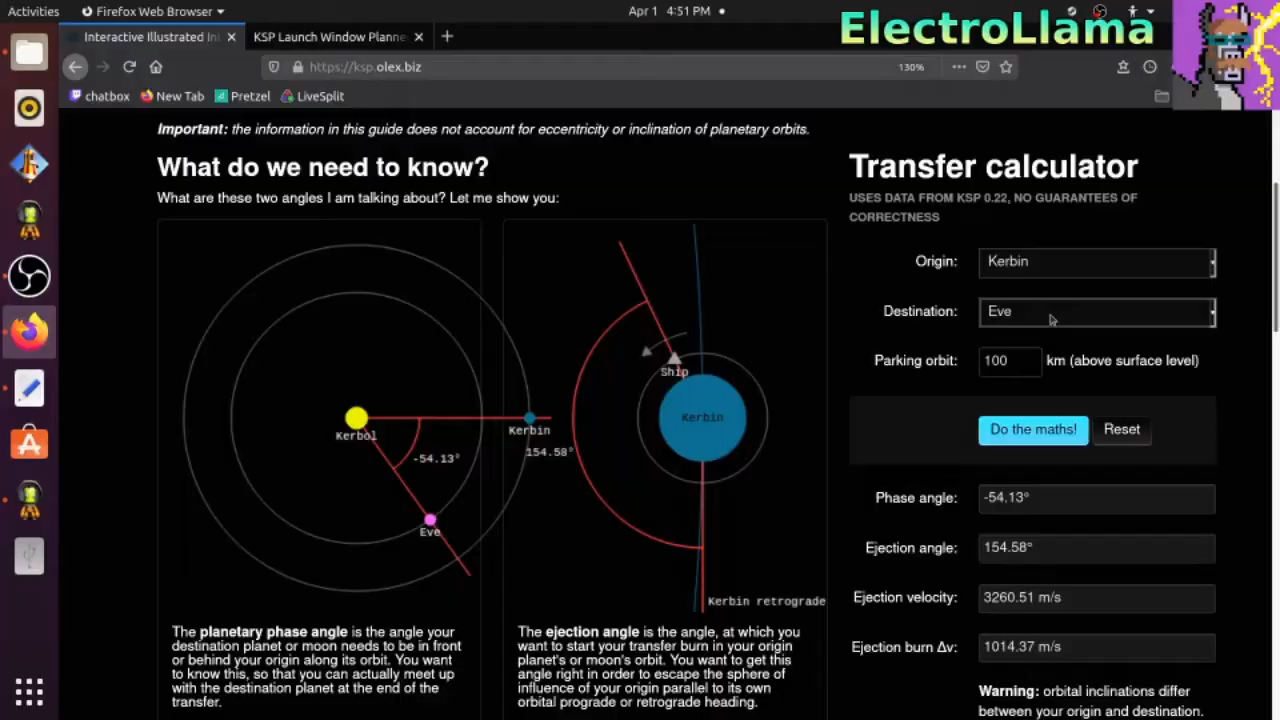 Activities
Firefox Web Browser
Apr 1 4:51 PM
ElectroLlama
Interactive Illustrated In
KSP Launch Window Planne
https://ksp.olex.biz
130%
chatbox
New Tab
Pretzel
LiveSplit
Important: the information in this guide does not account for eccentricity or inclination of planetary orbits.
What do we need to know?
What are these two angles I am talking about? Let me show you:
Kerbol
Kerbin
-54.13°
Eve
154.58°
Ship
Kerbin
Kerbin retrograde
The planetary phase angle is the angle your
destination planet or moon needs to be in front
or behind your origin along its orbit. You want
to know this, so that you can actually meet up
with the destination planet at the end of the
transfer.
The ejection angle is the angle, at which you
want to start your transfer burn in your origin
planet's or moon's orbit. You want to get this
angle right in order to escape the sphere of
influence of your origin parallel to its own
orbital prograde or retrograde heading.
Transfer calculator
USES DATA FROM KSP 0.22, NO GUARANTEES OF
CORRECTNESS
Origin: Kerbin
Destination: Eve
Parking orbit: 100 km (above surface level)
Do the maths! Reset
Phase angle: -54.13°
Ejection angle: 154.58°
Ejection velocity: 3260.51 m/s
Ejection burn Δv: 1014.37 m/s
Warning: orbital inclinations differ
between your origin and destination.